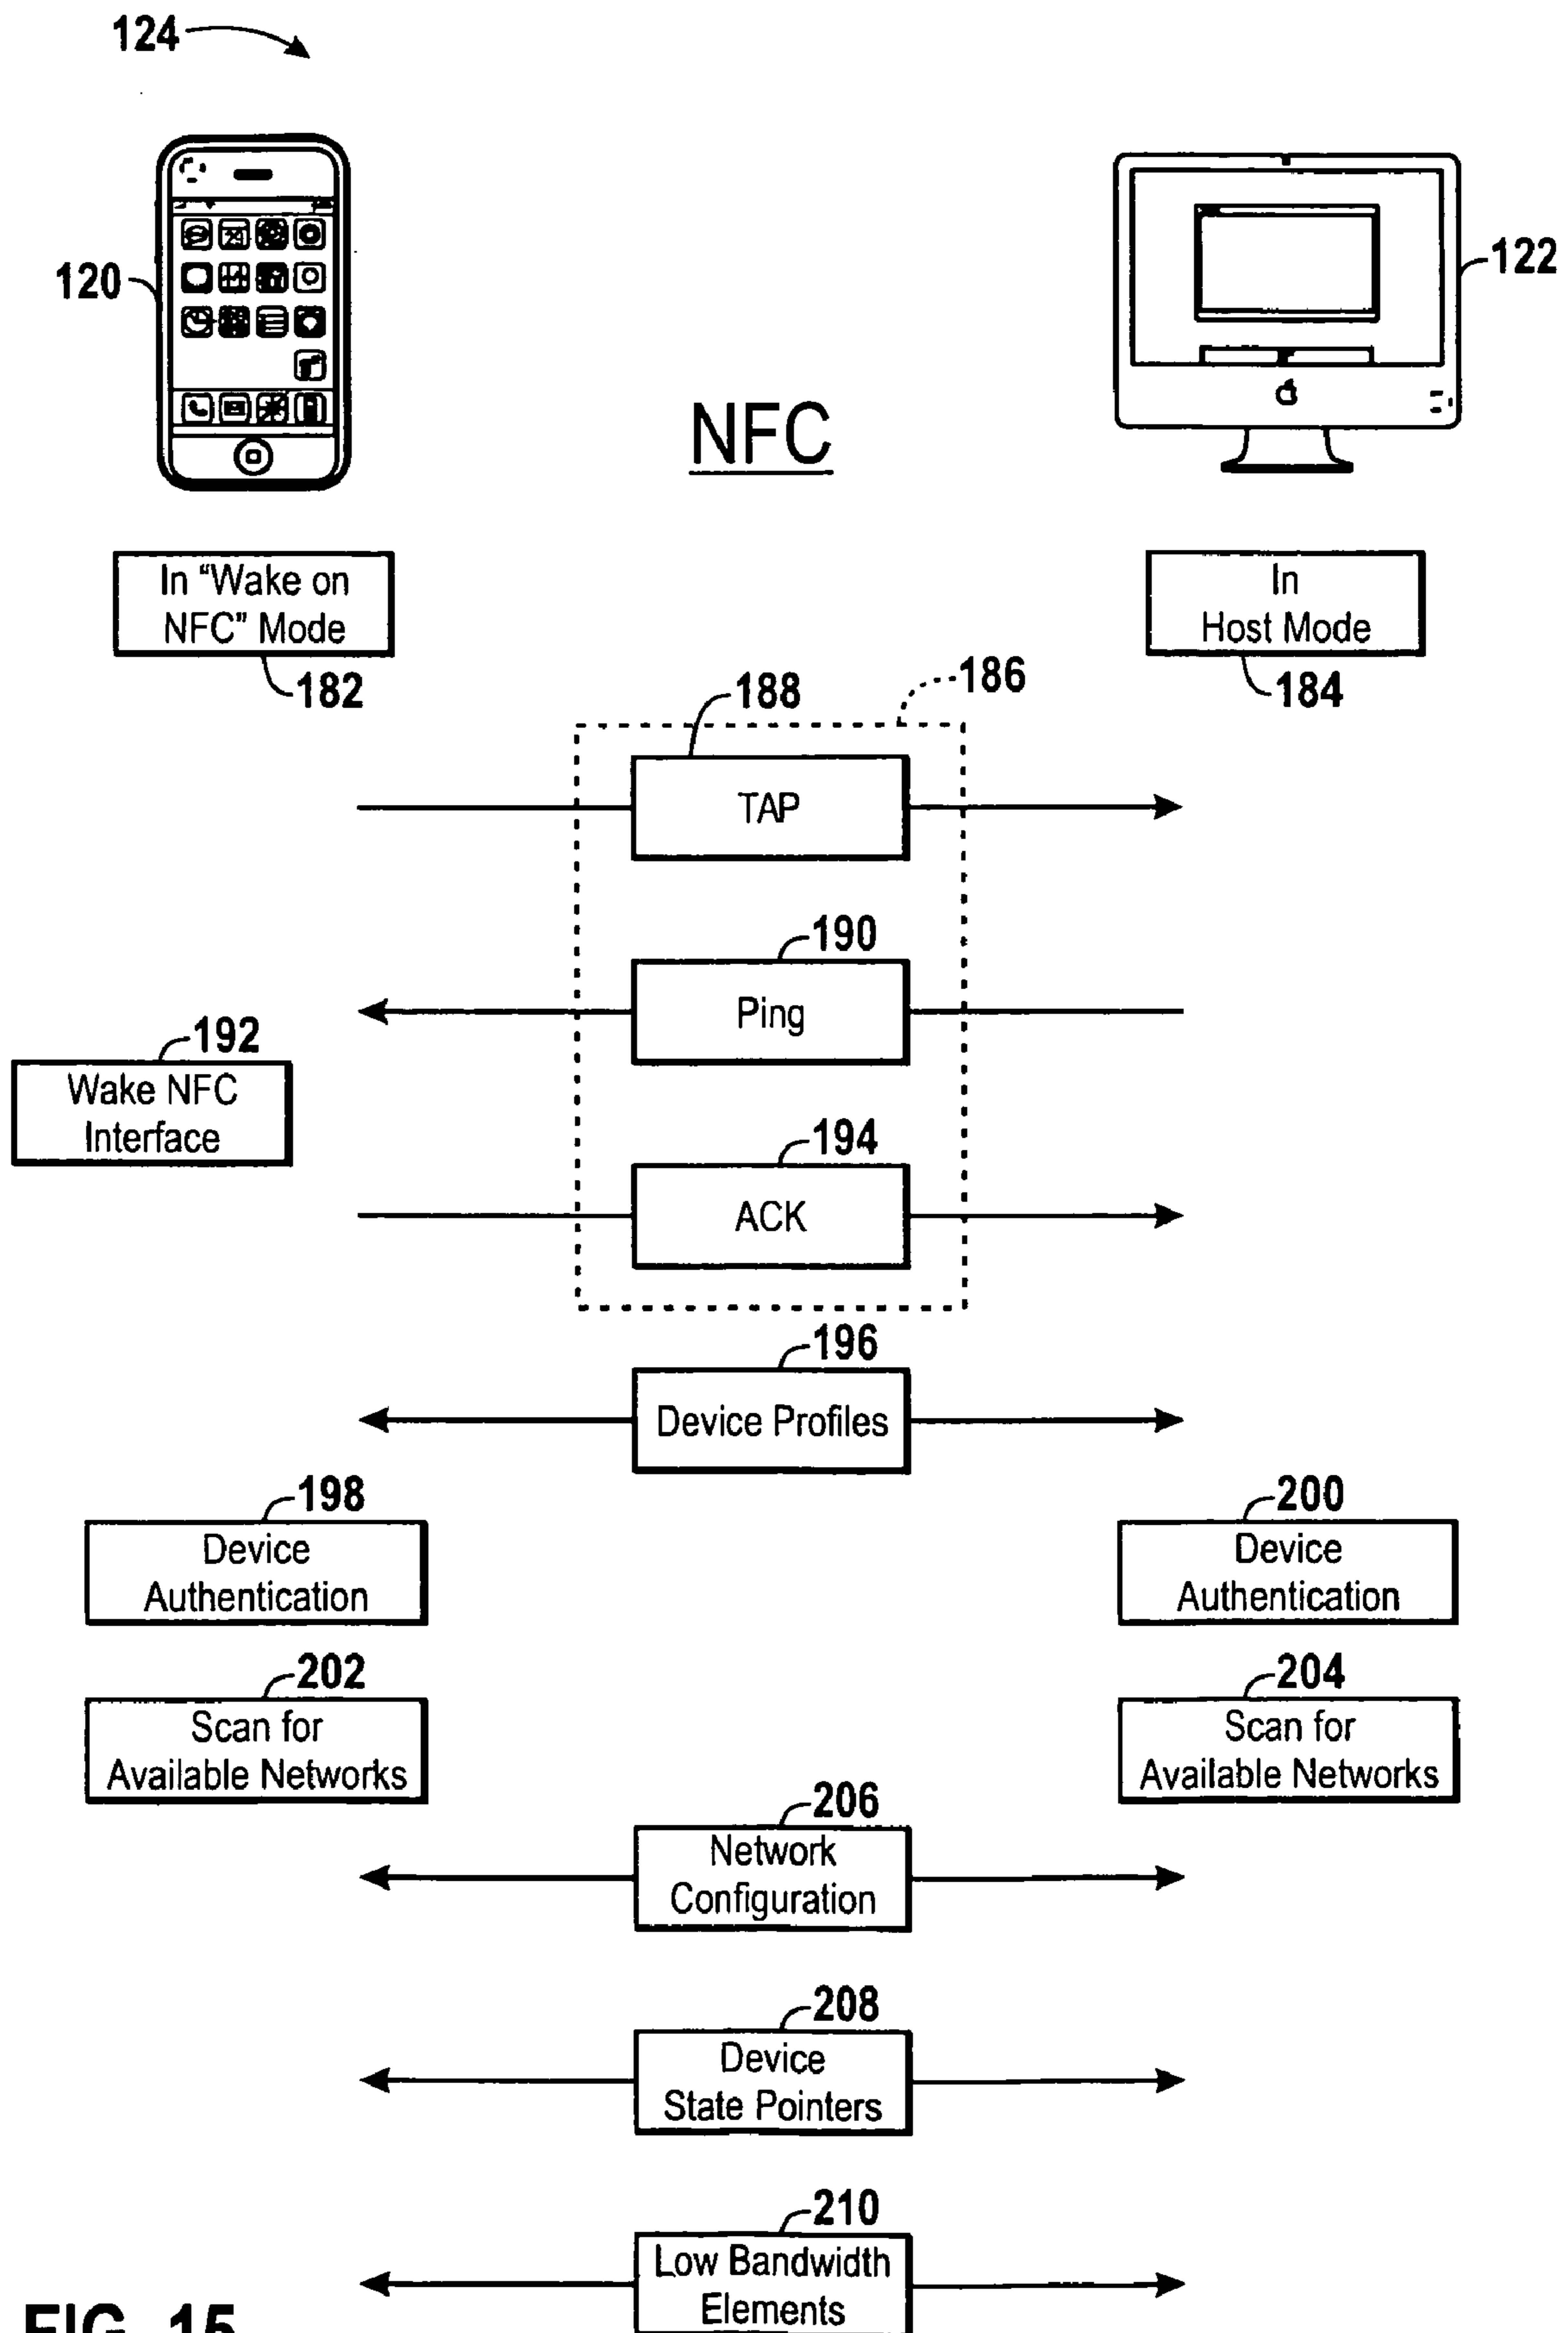 124
120
122
NFC
In “Wake on
NFC” Mode
182
In
Host Mode
184
188
186
TAP
190
Ping
192
Wake NFC
Interface
194
ACK
196
Device Profiles
198
Device
Authentication
200
Device
Authentication
202
Scan for
Available Networks
204
Scan for
Available Networks
206
Network
Configuration
208
Device
State Pointers
210
Low Bandwidth
Elements
FIG. 15